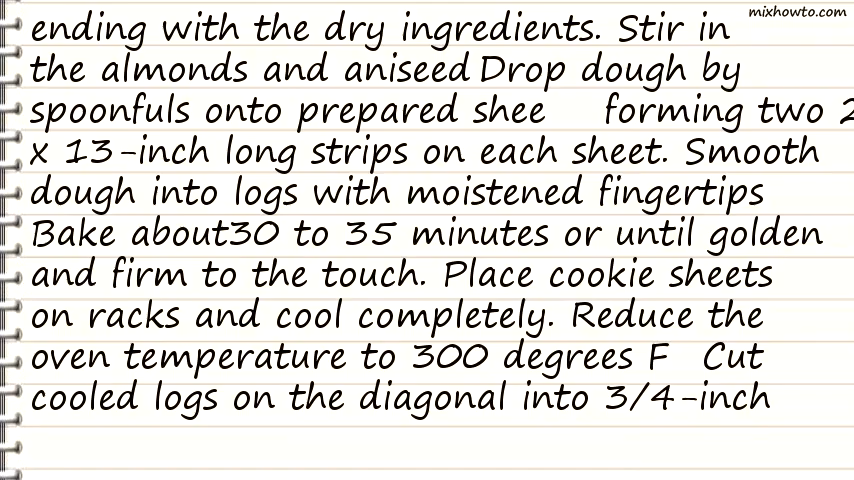 mixhowto.com
ending with the dry ingredients. Stir in
the almonds and aniseed Drop dough by
spoonfuls onto prepared shee forming two 2
x 13-inch long strips on each sheet. Smooth
dough into logs with moistened fingertips
Bake about30 to 35 minutes or until golden
and firm to the touch. Place cookie sheets
on racks and cool completely. Reduce the
oven temperature to 300 degrees F Cut
cooled logs on the diagonal into 3/4-inch